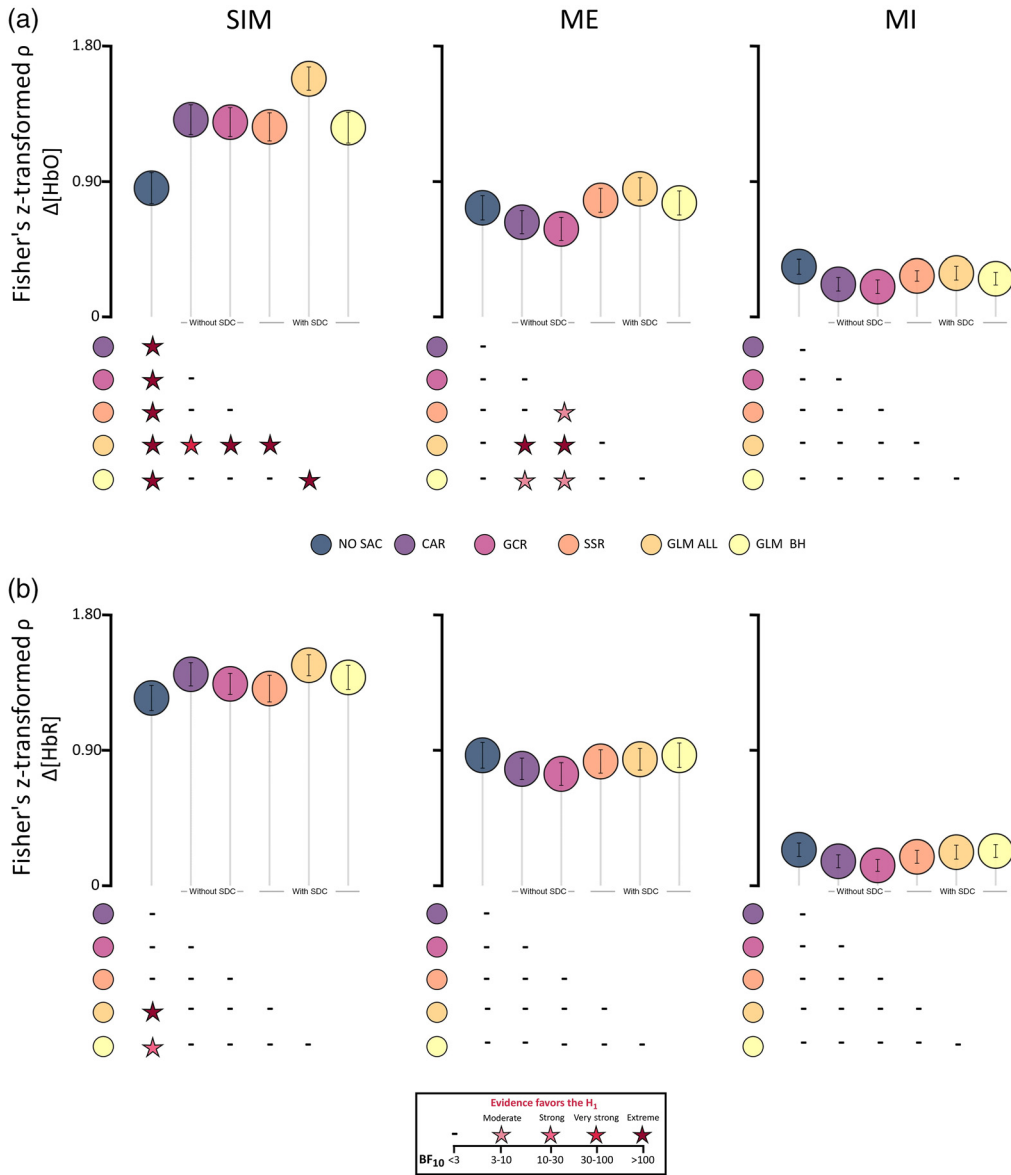 (a)
SIM ME MI
Fisher's z-transformed ρ
Δ[HbO]
1.80
0.90
0
Without SDC With SDC Without SDC With SDC Without SDC With SDC
NO SAC CAR GCR SSR GLM ALL GLM BH
(b)
Fisher's z-transformed ρ
Δ[HbR]
1.80
0.90
0
Without SDC With SDC Without SDC With SDC Without SDC With SDC
Evidence favors the H₁
Moderate Strong Very strong Extreme
-
BF₁₀ <3 3-10 10-30 30-100 >100